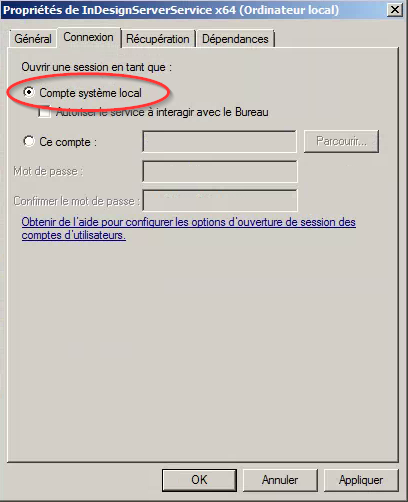 Propriétés de InDesignServerService x64 (Ordinateur local)
Général Connexion Récupération Dépendances
Ouvrir une session en tant que :
Compte système local
Autoriser le service à interagir avec le Bureau
Ce compte : Parcourir...
Mot de passe :
Confirmer le mot de passe :
Obtenir de l'aide pour configurer les options d'ouverture de session des
comptes d'utilisateurs.
OK Annuler Appliquer